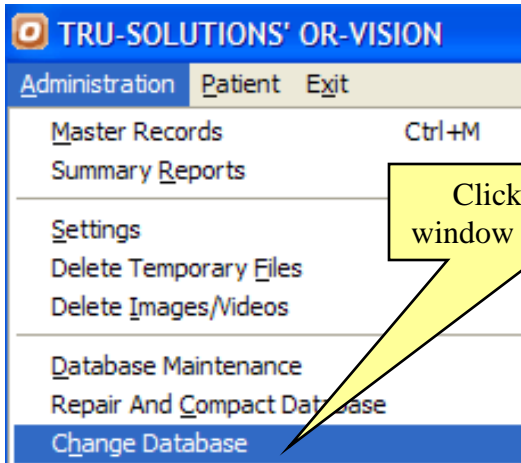 TRU-SOLUTIONS' OR-VISION
Administration Patient Exit
Master Records Ctrl+M
Summary Reports
Click
window
Settings
Delete Temporary Files
Delete Images/Videos
Database Maintenance
Repair And Compact Database
Change Database